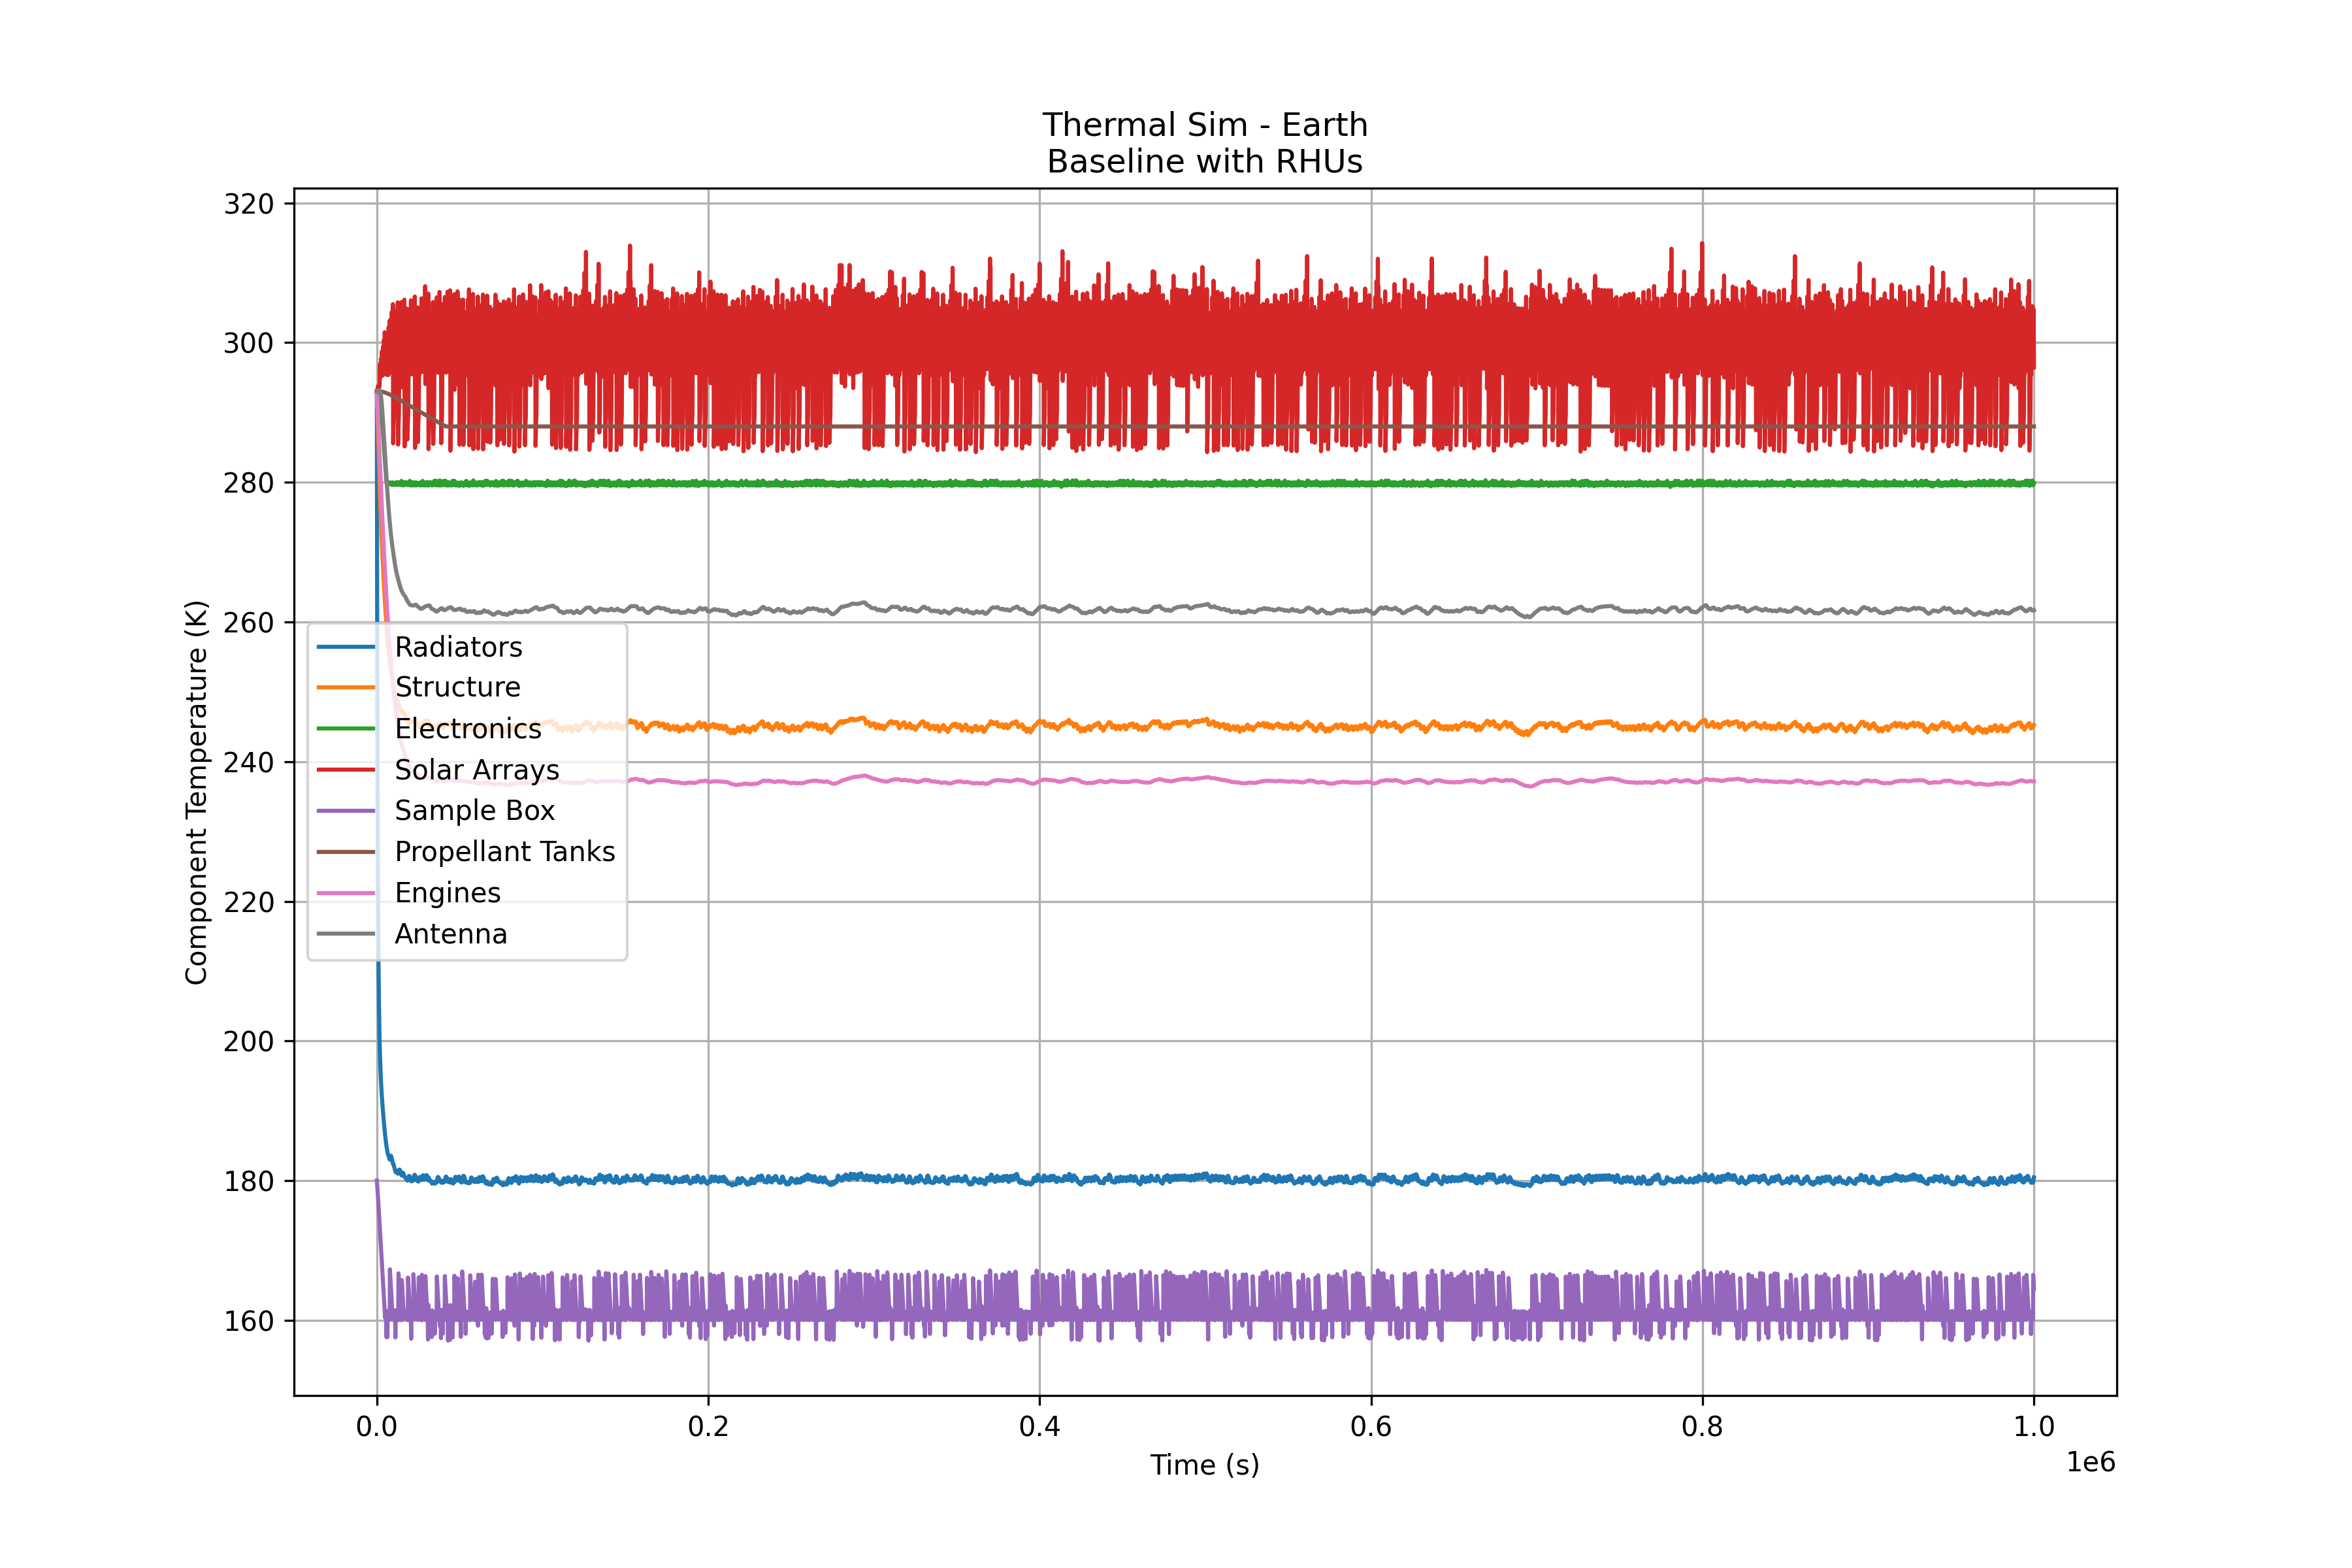 Thermal Sim - Earth
Baseline with RHUs
Component Temperature (K)
320
300
280
260
240
220
200
180
160
Radiators
Structure
Electronics
Solar Arrays
Sample Box
Propellant Tanks
Engines
Antenna
0.0 0.2 0.4 0.6 0.8 1.0
1e6
Time (s)